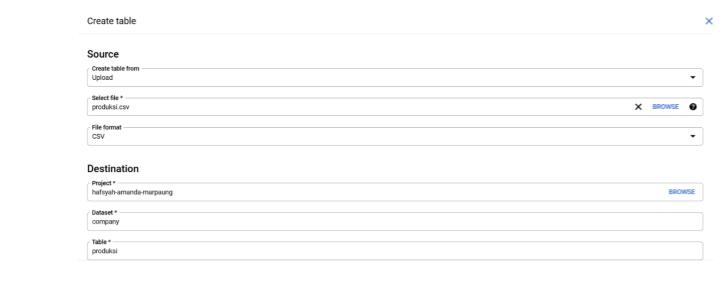 Create table
Source
Create table from
Upload
Select file *
produksi.csv
BROWSE
File format
CSV
Destination
Project *
hafsyah-amanda-marpaung
BROWSE
Dataset *
company
Table *
produksi